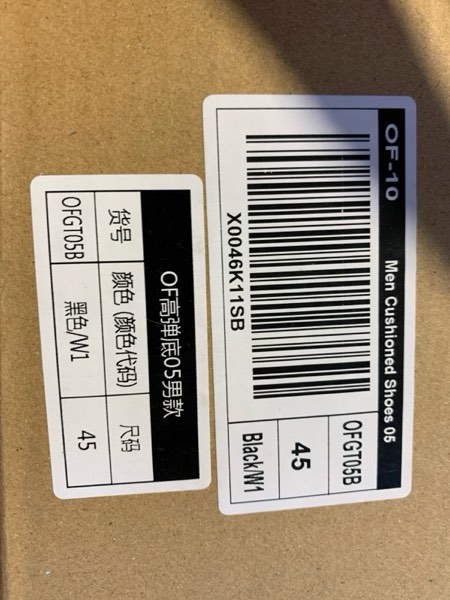 OF-10 Men Cushioned Shoes 05
X0046K11SB
OFGT05B
45
Black/W1
OF高弹底05男款
货号 颜色 (颜色代码) 尺码
OFGT05B 黑色/W1 45